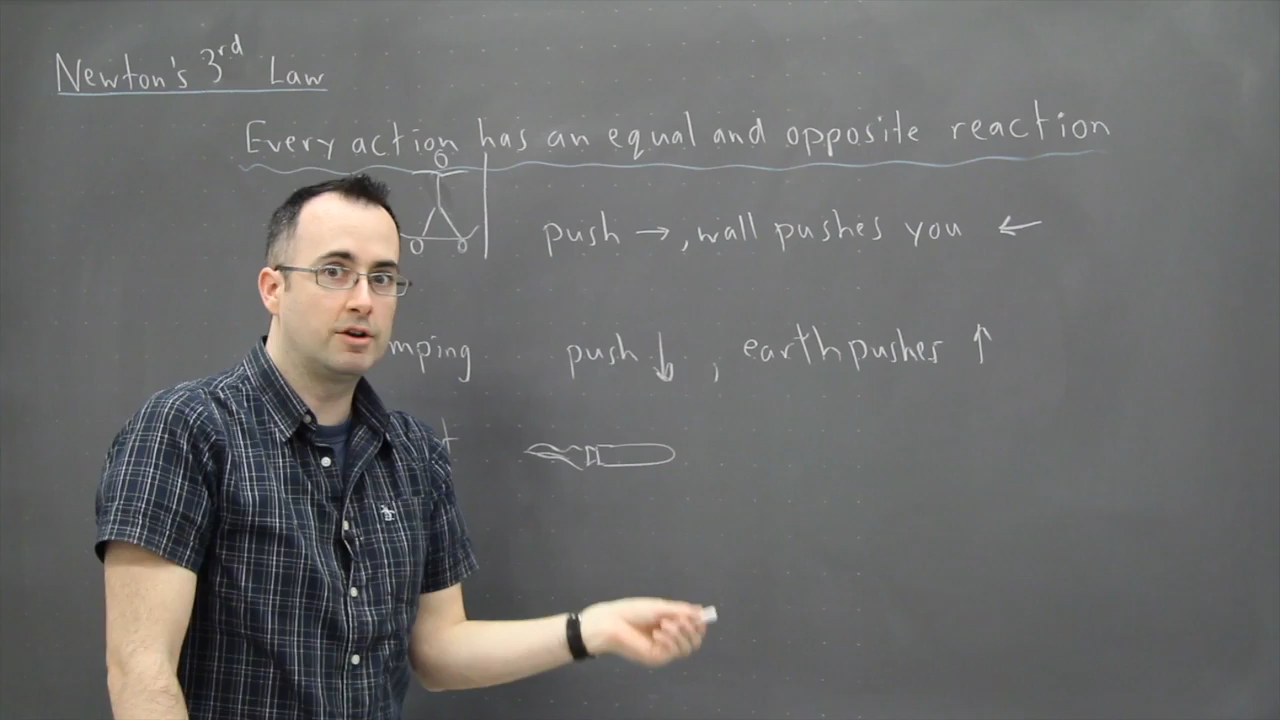 Newton's 3rd Law
Every action has an equal and opposite reaction
push →, wall pushes you ←
mping push ↓, earth pushes ↑
t